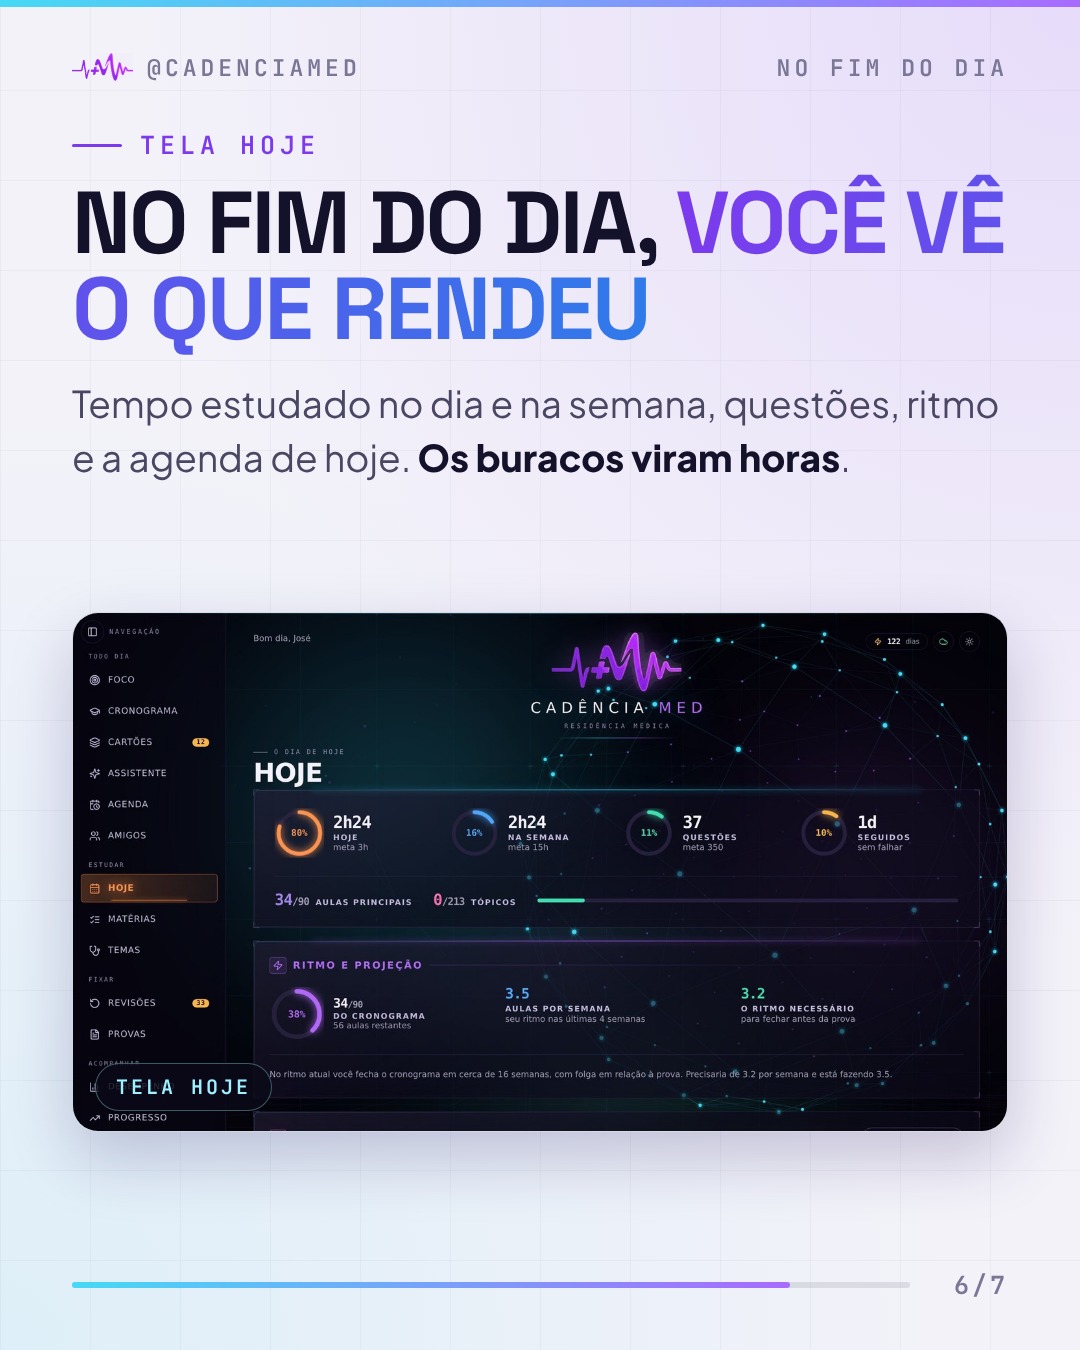 @CADENCIAMED
NO FIM DO DIA
TELA HOJE
NO FIM DO DIA, VOCÊ VÊ
O QUE RENDEU
Tempo estudado no dia e na semana, questões, ritmo
e a agenda de hoje. Os buracos viram horas.
NAVEGAÇÃO
TODO DIA
FOCO
CRONOGRAMA
CARTÕES 12
ASSISTENTE
AGENDA
AMIGOS
ESTUDAR
HOJE
MATÉRIAS
TEMAS
FIXAR
REVISÕES 33
PROVAS
PROGRESSO
TELA HOJE
Bom dia, José
122 dias
CADÊNCIA MED
RESIDÊNCIA MÉDICA
O DIA DE HOJE
HOJE
80%
2h24
HOJE
meta 3h
16%
2h24
NA SEMANA
meta 15h
11%
37
QUESTÕES
meta 350
10%
1d
SEGUIDOS
sem falhar
34/90 AULAS PRINCIPAIS
0/213 TÓPICOS
RITMO E PROJEÇÃO
38%
34/90
DO CRONOGRAMA
56 aulas restantes
3.5
AULAS POR SEMANA
seu ritmo nas últimas 4 semanas
3.2
O RITMO NECESSÁRIO
para fechar antes da prova
No ritmo atual você fecha o cronograma em cerca de 16 semanas, com folga em relação à prova. Precisaria de 3.2 por semana e está fazendo 3.5.
6/7